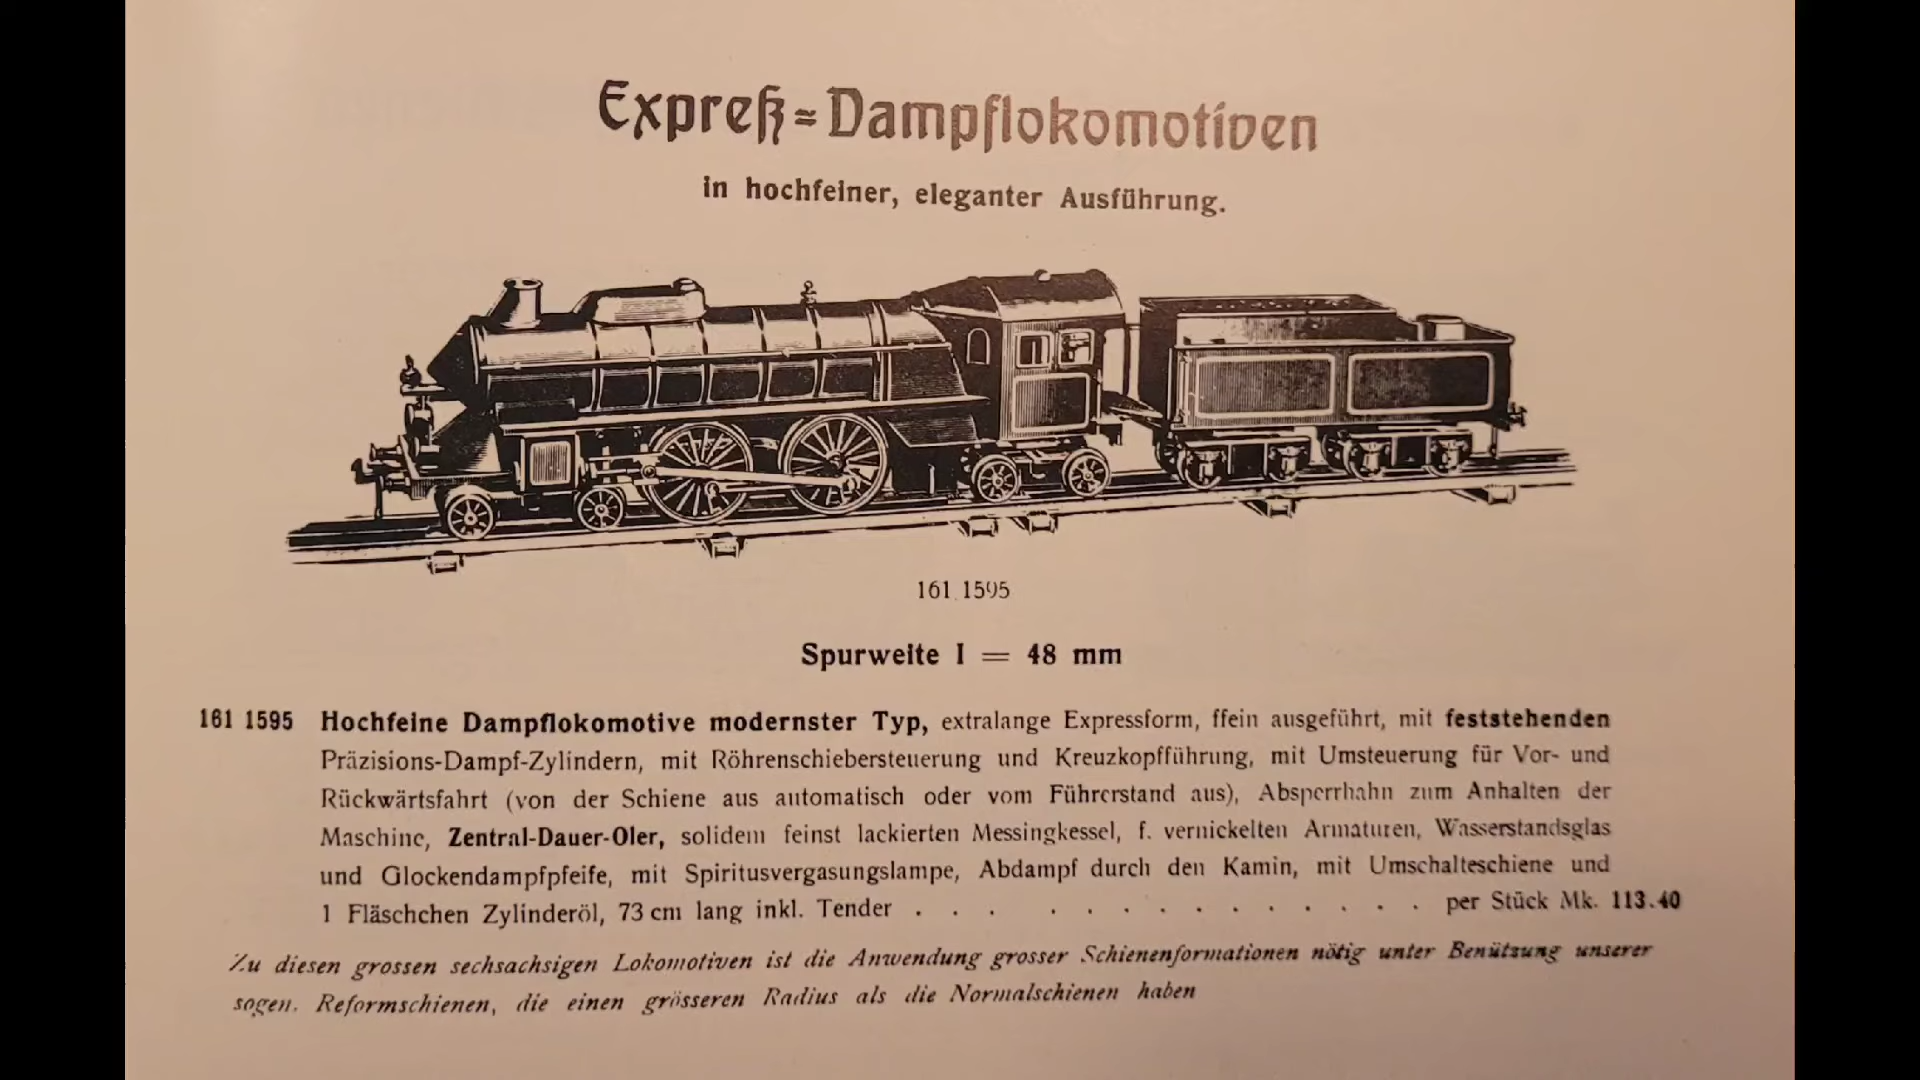 Expreß-Dampflokomotiven
in hochfeiner, eleganter Ausführung.
161 1595
Spurweite I = 48 mm
161 1595 Hochfeine Dampflokomotive modernster Typ, extralange Expressform, ffein ausgeführt, mit feststehenden
Präzisions-Dampf-Zylindern, mit Röhrenschiebersteuerung und Kreuzkopfführung, mit Umsteuerung für Vor- und
Rückwärtsfahrt (von der Schiene aus automatisch oder vom Führerstand aus), Absperrhahn zum Anhalten der
Maschine, Zentral-Dauer-Oler, solidem feinst lackierten Messingkessel, f. vernickelten Armaturen, Wasserstandsglas
und Glockendampfpfeife, mit Spiritusvergasungslampe, Abdampf durch den Kamin, mit Umschalteschiene und
1 Fläschchen Zylinderöl, 73 cm lang inkl. Tender . . . . . . . . . . . . . . per Stück Mk. 113.40
Zu diesen grossen sechsachsigen Lokomotiven ist die Anwendung grosser Schienenformationen nötig unter Benützung unserer
sogen. Reformschienen, die einen grösseren Radius als die Normalschienen haben